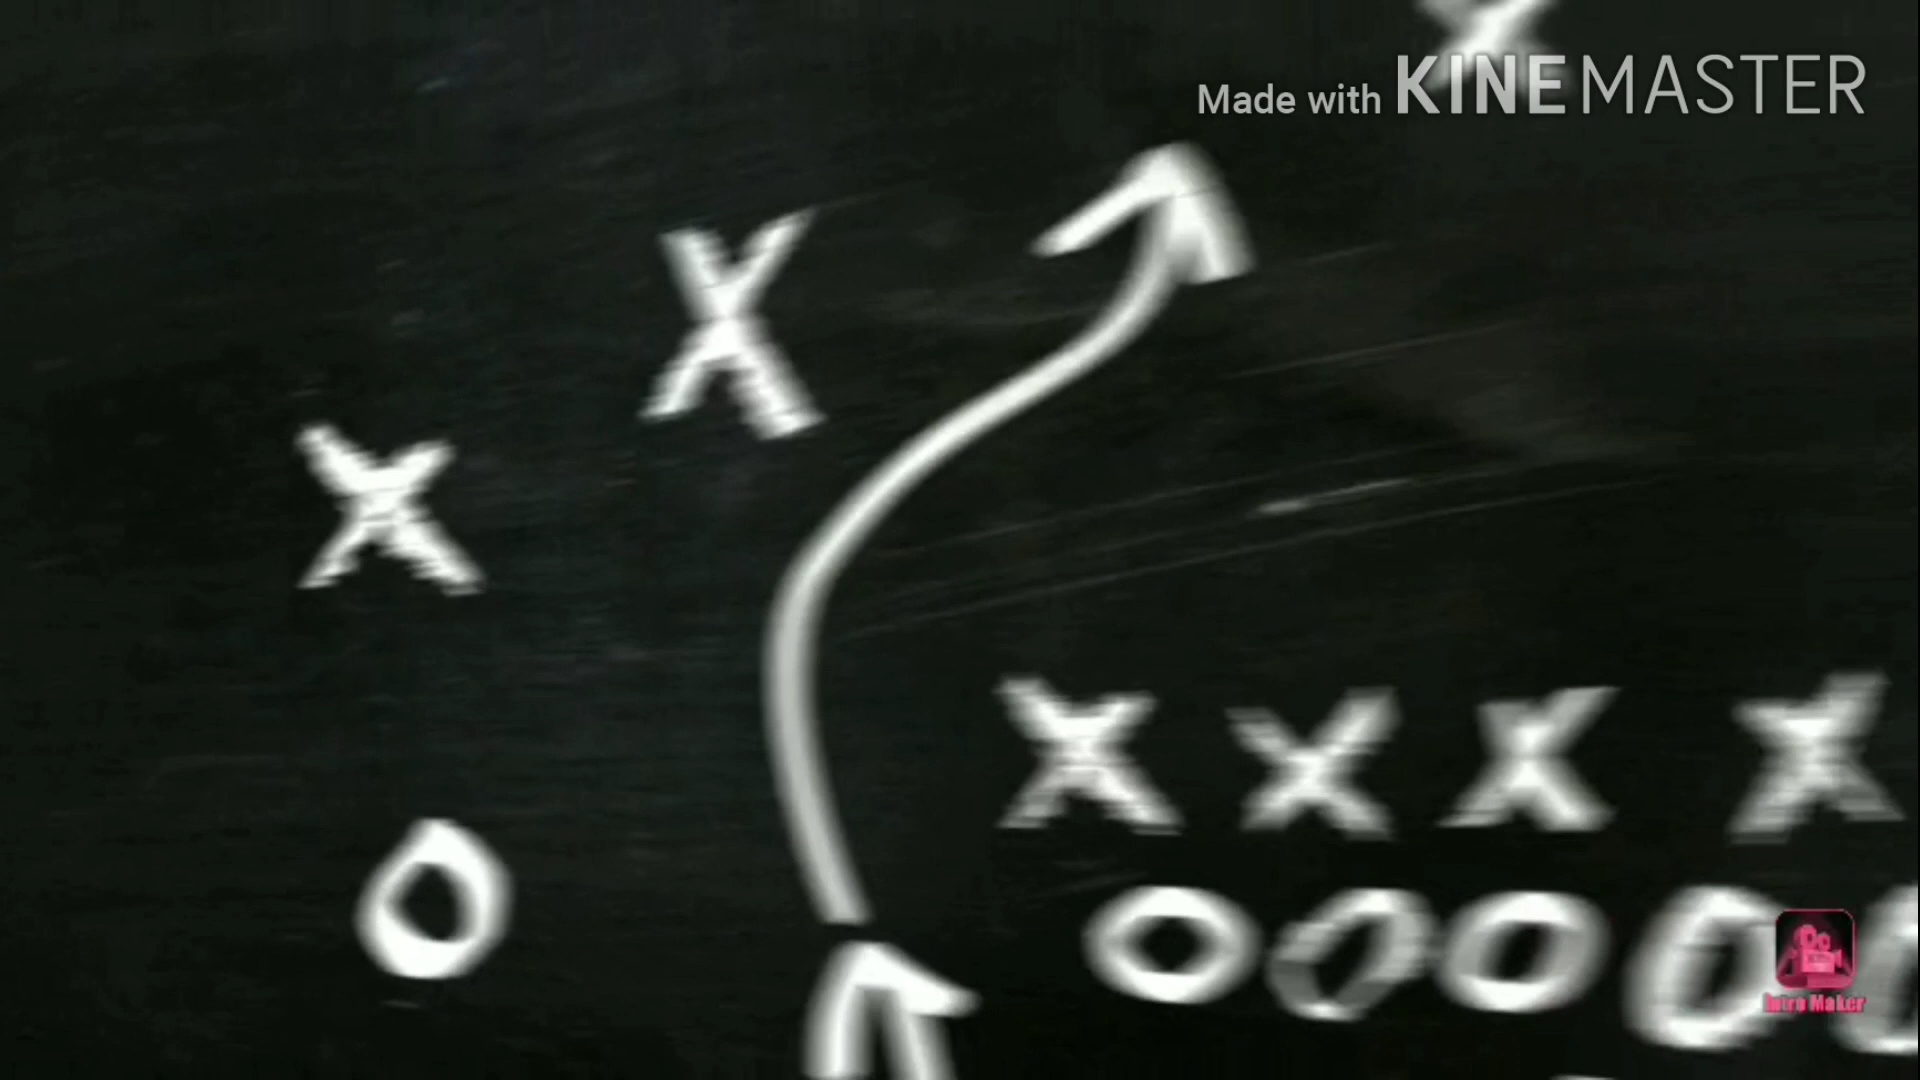 X
Made with KINEMASTER
X
X
X X X X
O O O O O O
Intro Maker